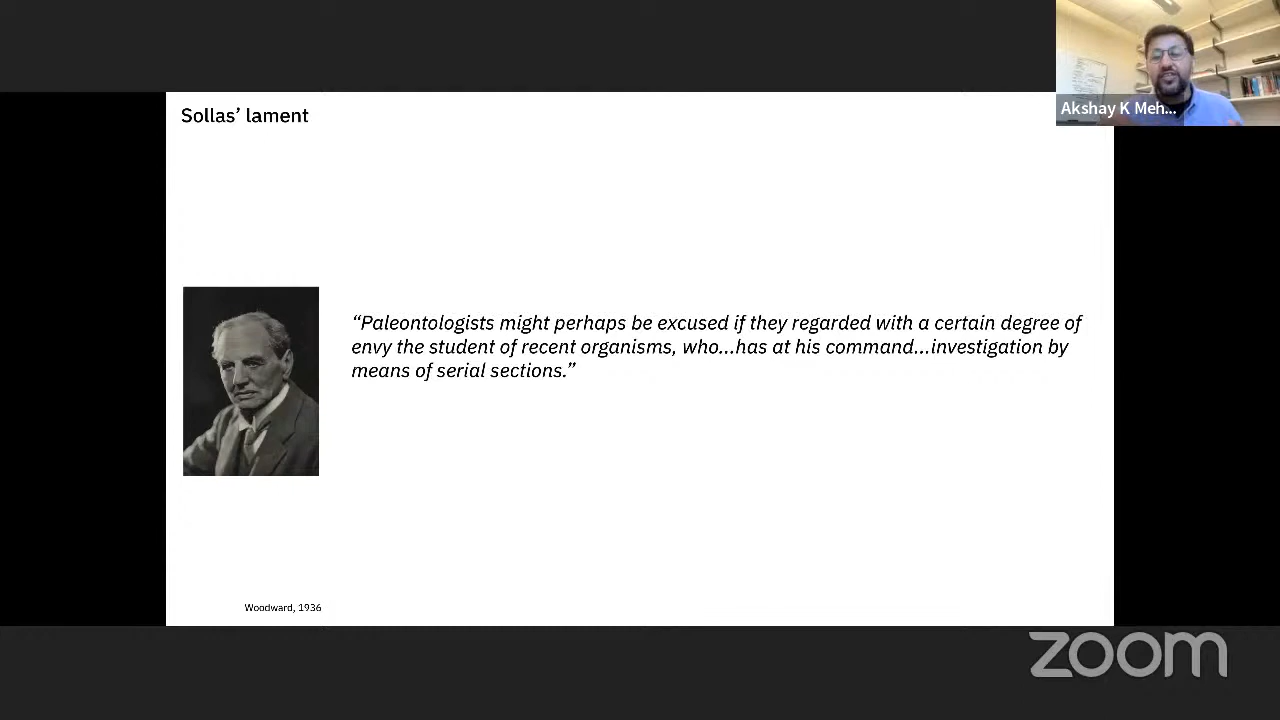 Akshay K Meh...
Sollas’ lament
“Paleontologists might perhaps be excused if they regarded with a certain degree of
envy the student of recent organisms, who...has at his command...investigation by
means of serial sections.”
Woodward, 1936
zoom